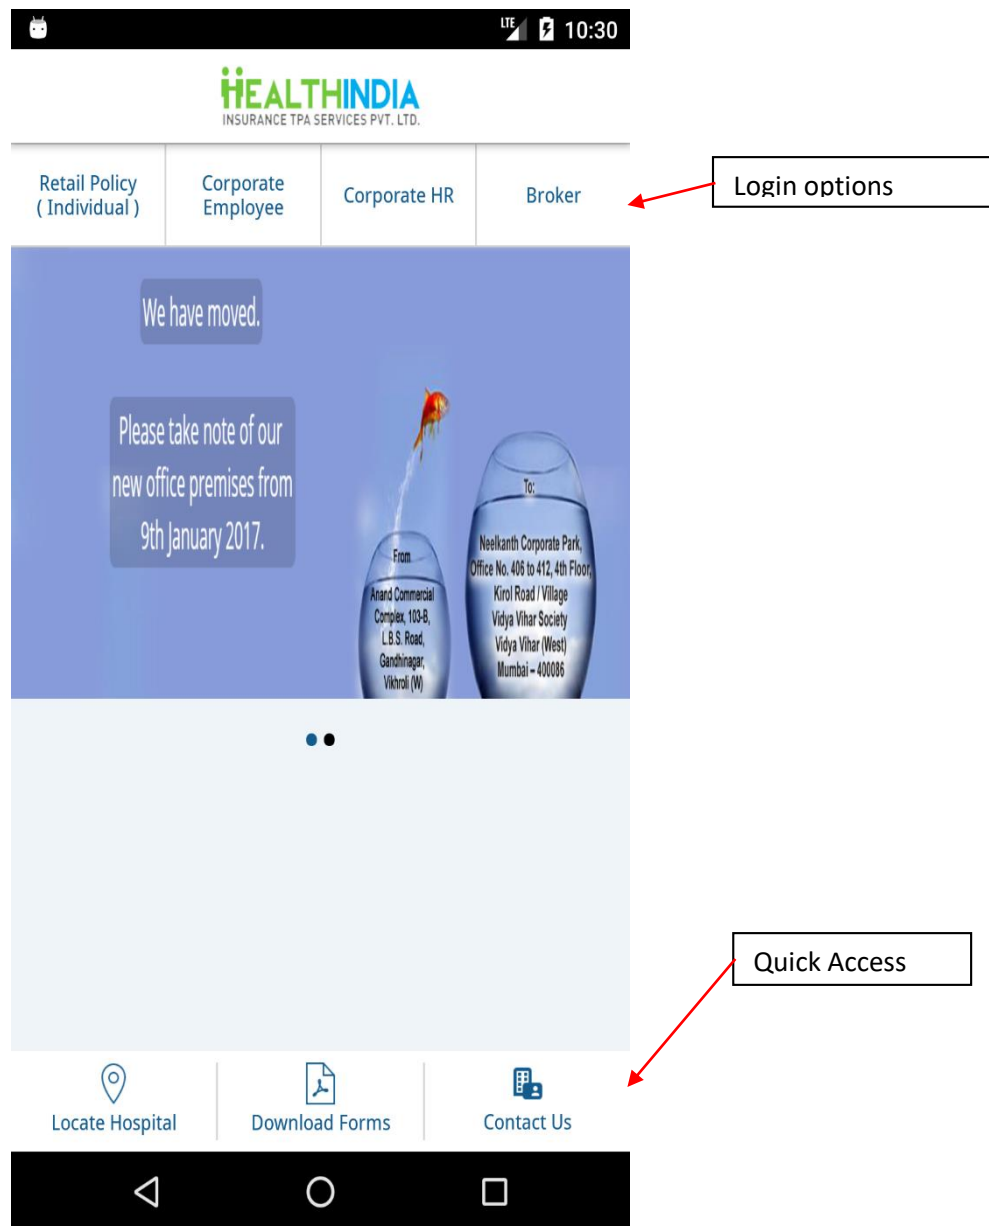 LTE 10:30
HEALTHINDIA
INSURANCE TPA SERVICES PVT. LTD.
Retail Policy
( Individual )
Corporate
Employee
Corporate HR
Broker
Login options
We have moved.
Please take note of our
new office premises from
9th January 2017.
From
Anand Commercial
Complex, 103-B,
L.B.S. Road,
Gandhinagar,
Vikhroli (W)
To:
Neelkanth Corporate Park,
Office No. 406 to 412, 4th Floor,
Kirol Road / Village
Vidya Vihar Society
Vidya Vihar (West)
Mumbai – 400086
Quick Access
Locate Hospital
Download Forms
Contact Us